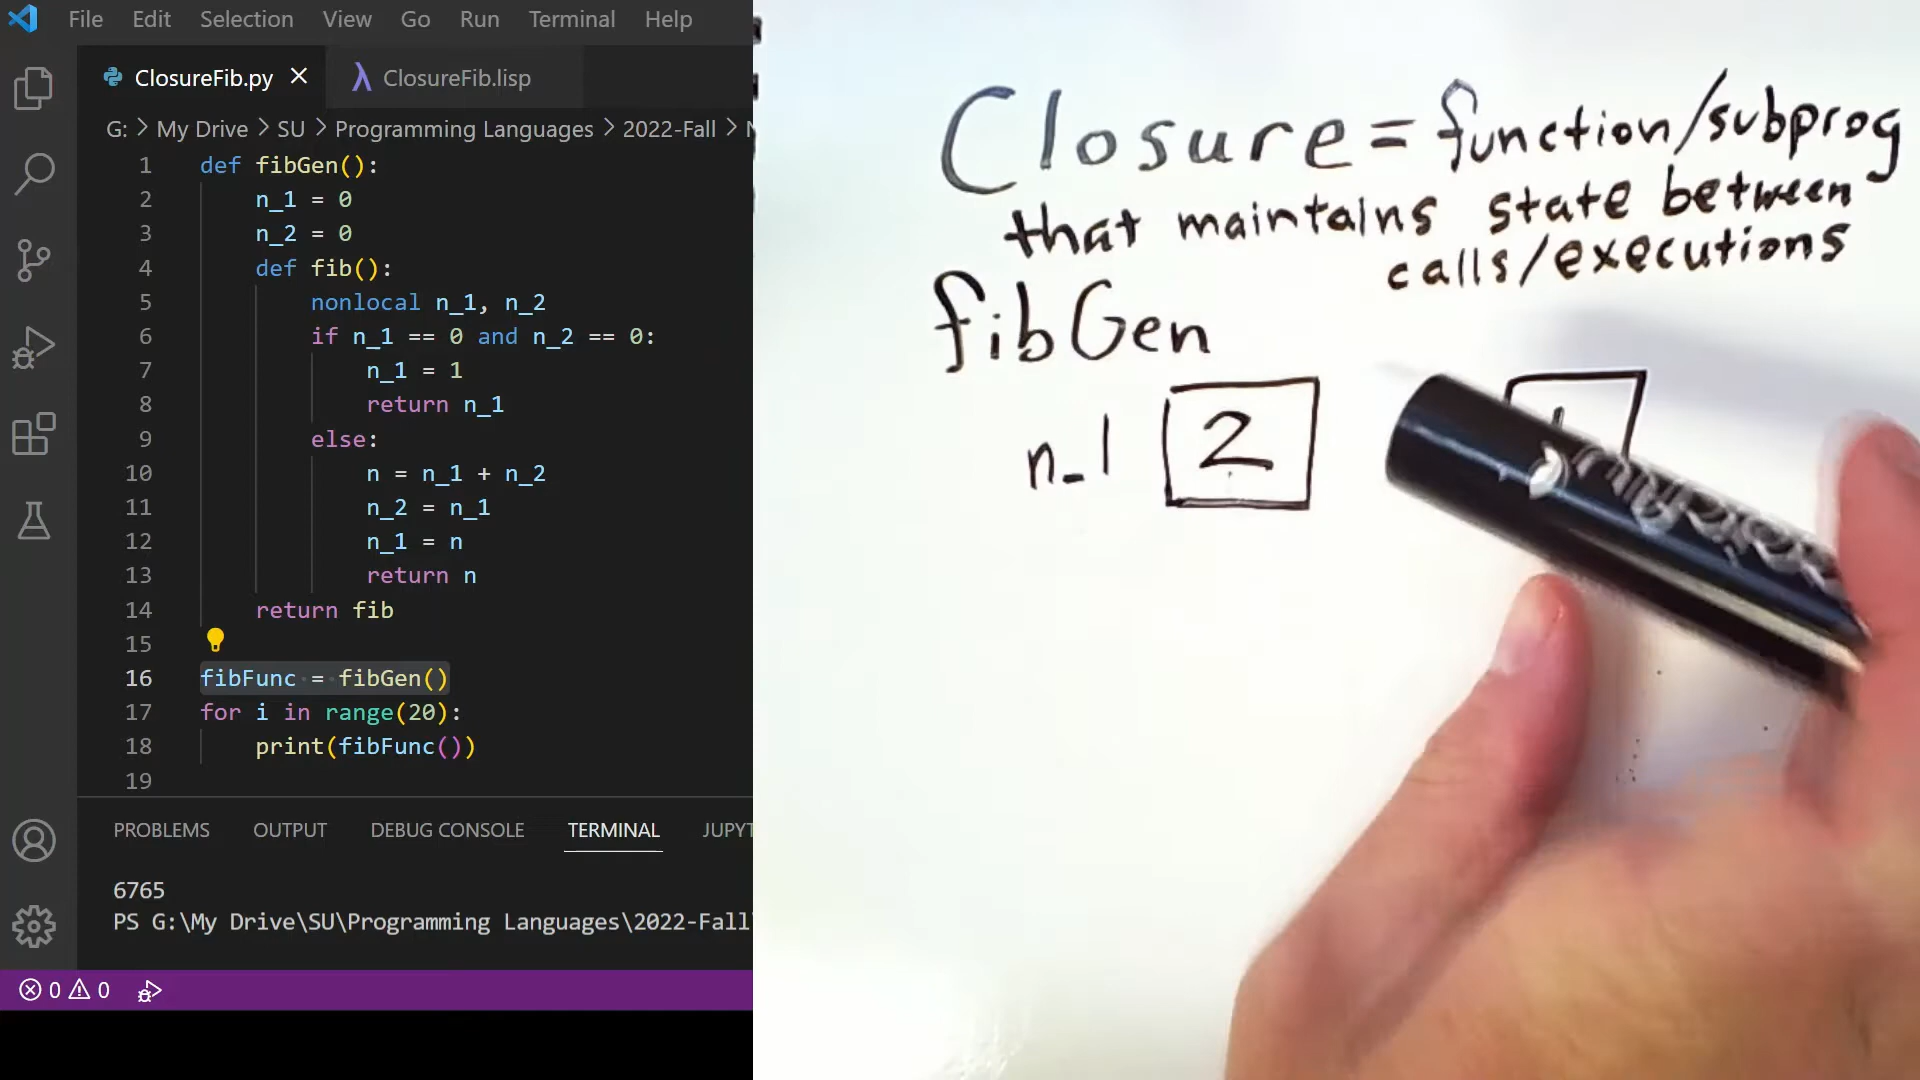 File Edit Selection View Go Run Terminal Help
ClosureFib.py ClosureFib.lisp
G: > My Drive > SU > Programming Languages > 2022-Fall >
1 def fibGen():
2 n_1 = 0
3 n_2 = 0
4 def fib():
5 nonlocal n_1, n_2
6 if n_1 == 0 and n_2 == 0:
7 n_1 = 1
8 return n_1
9 else:
10 n = n_1 + n_2
11 n_2 = n_1
12 n_1 = n
13 return n
14 return fib
15
16 fibFunc = fibGen()
17 for i in range(20):
18 print(fibFunc())
19
PROBLEMS OUTPUT DEBUG CONSOLE TERMINAL JUPYT
6765
PS G:\My Drive\SU\Programming Languages\2022-Fall
0 0
Closure = function/subprog
that maintains state between
calls/executions
fibGen
n_1 2